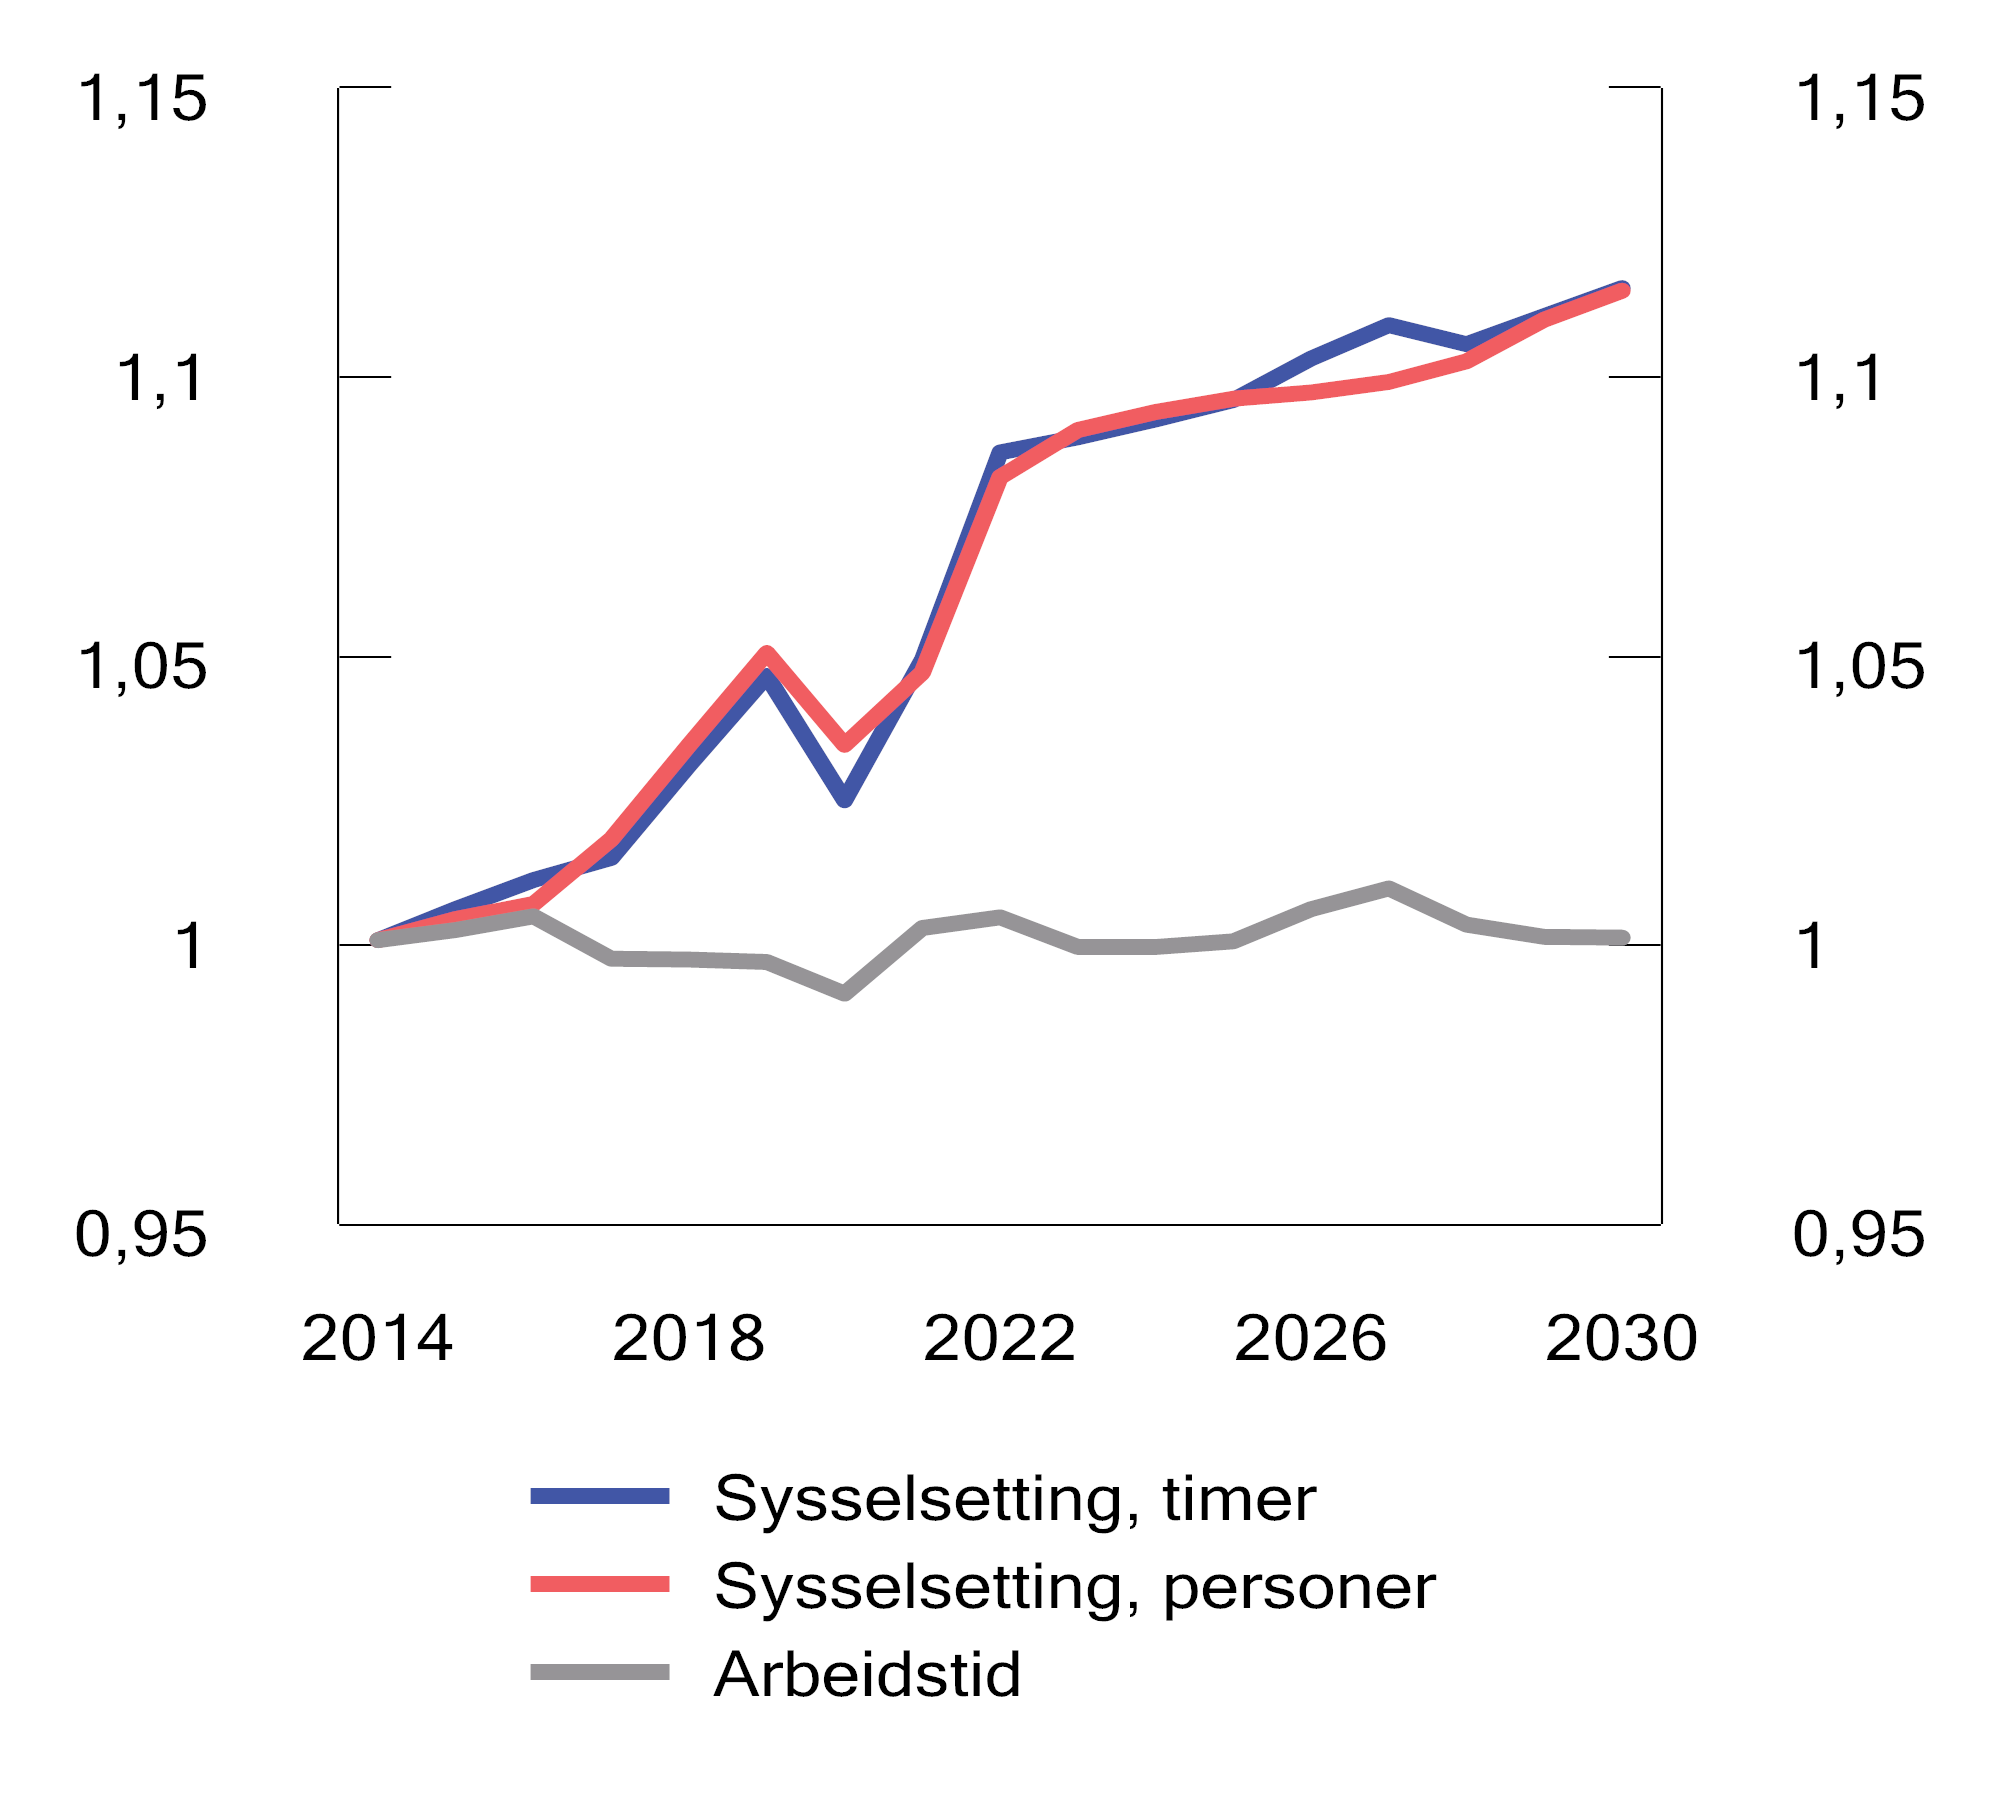 1,15 1,15
1,1 1,1
1,05 1,05
1 1
0,95 0,95
2014 2018 2022 2026 2030
Sysselsetting, timer
Sysselsetting, personer
Arbeidstid